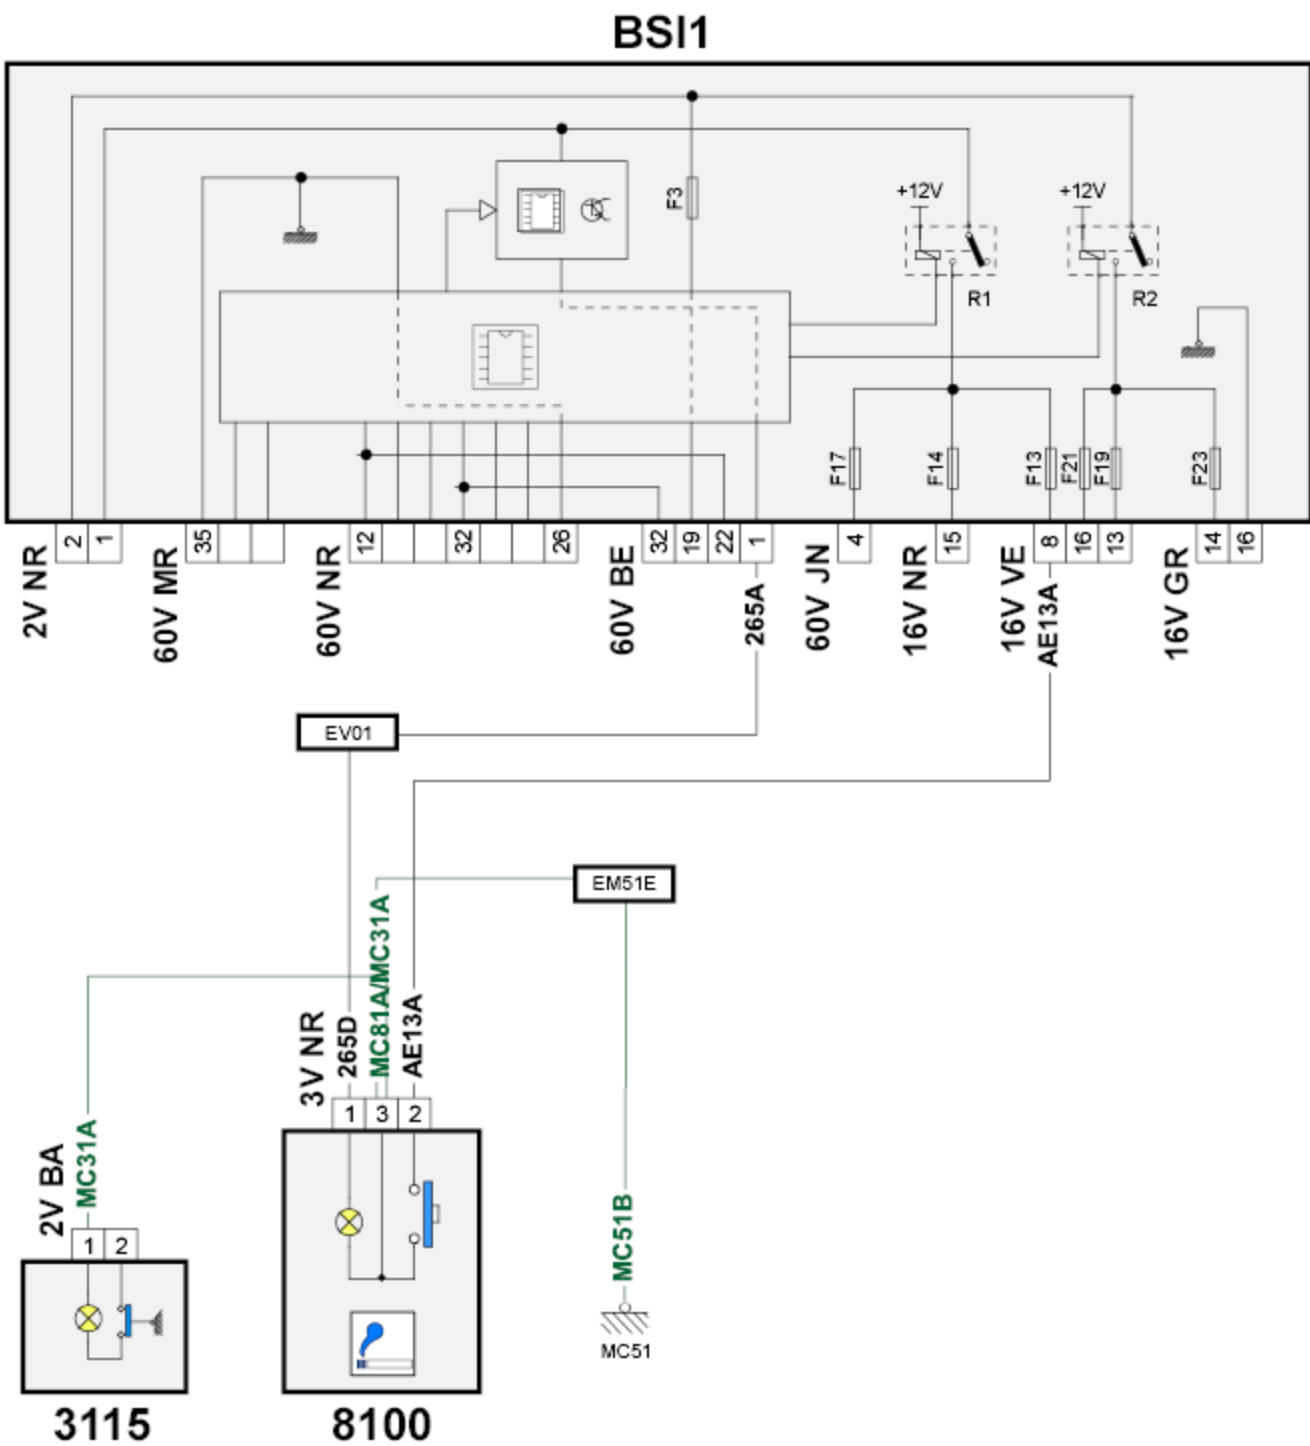 BSI1
F3
+12V
+12V
R1
R2
F17
F14
F13
F21
F19
F23
2V NR
2
1
60V MR
35
60V NR
12
32
26
60V BE
32
19
22
1
60V JN
4
16V NR
15
16V VE
8
16
13
16V GR
14
16
265A
AE13A
EV01
EM51E
MC81A/MC31A
3V NR
265D
AE13A
1
3
2
2V BA
MC31A
1
2
MC51B
MC51
3115
8100